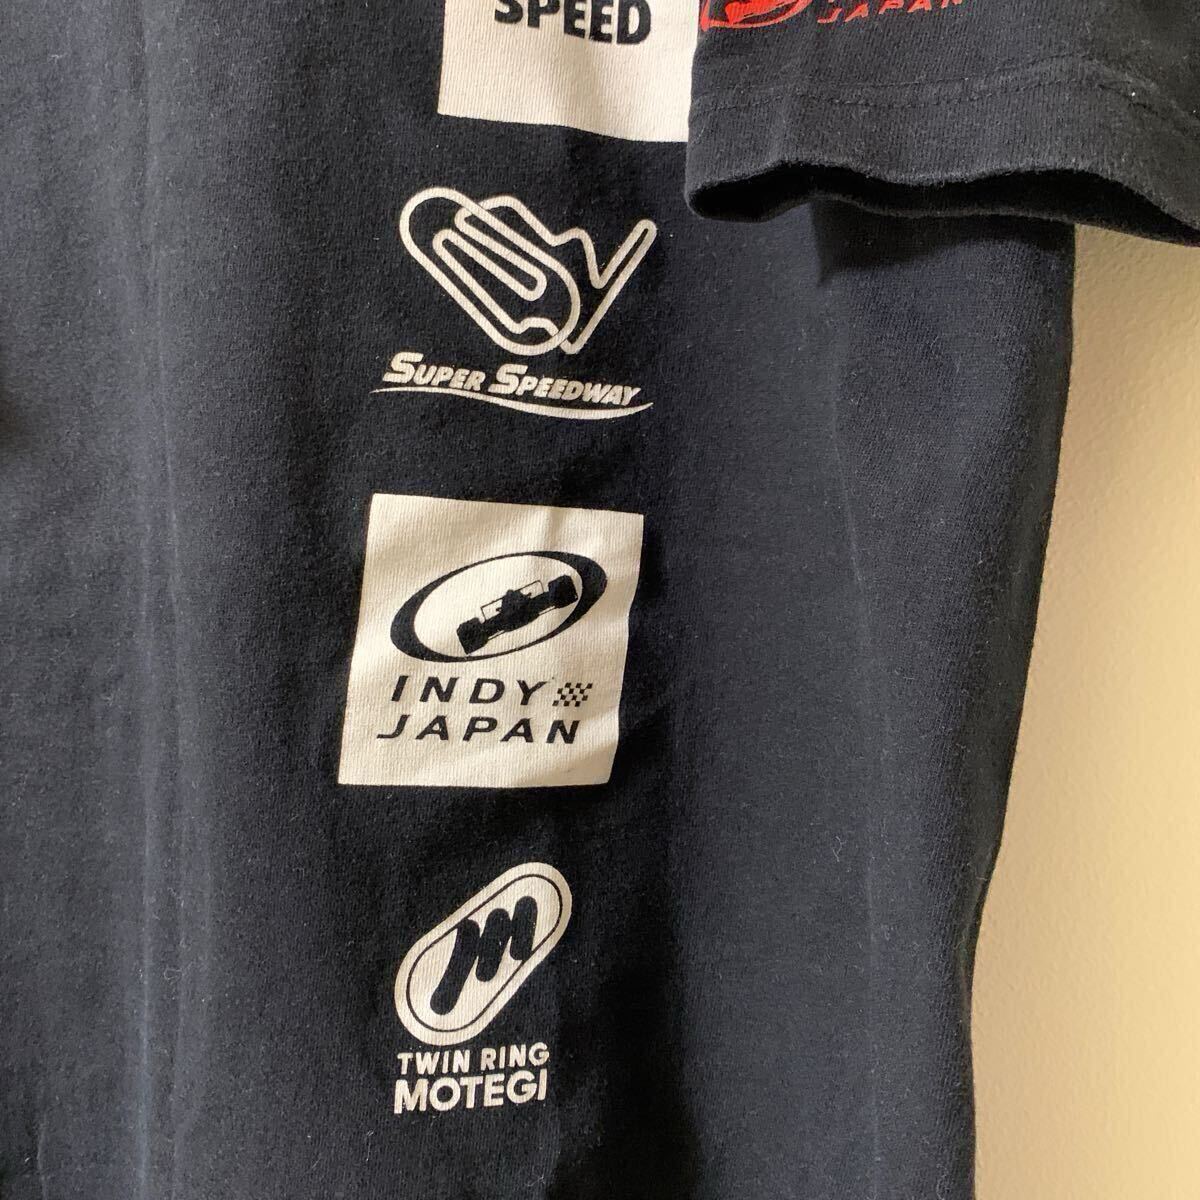 SPEED
JAPAN
SUPER SPEEDWAY
INDY
JAPAN
M
TWIN RING
MOTEGI